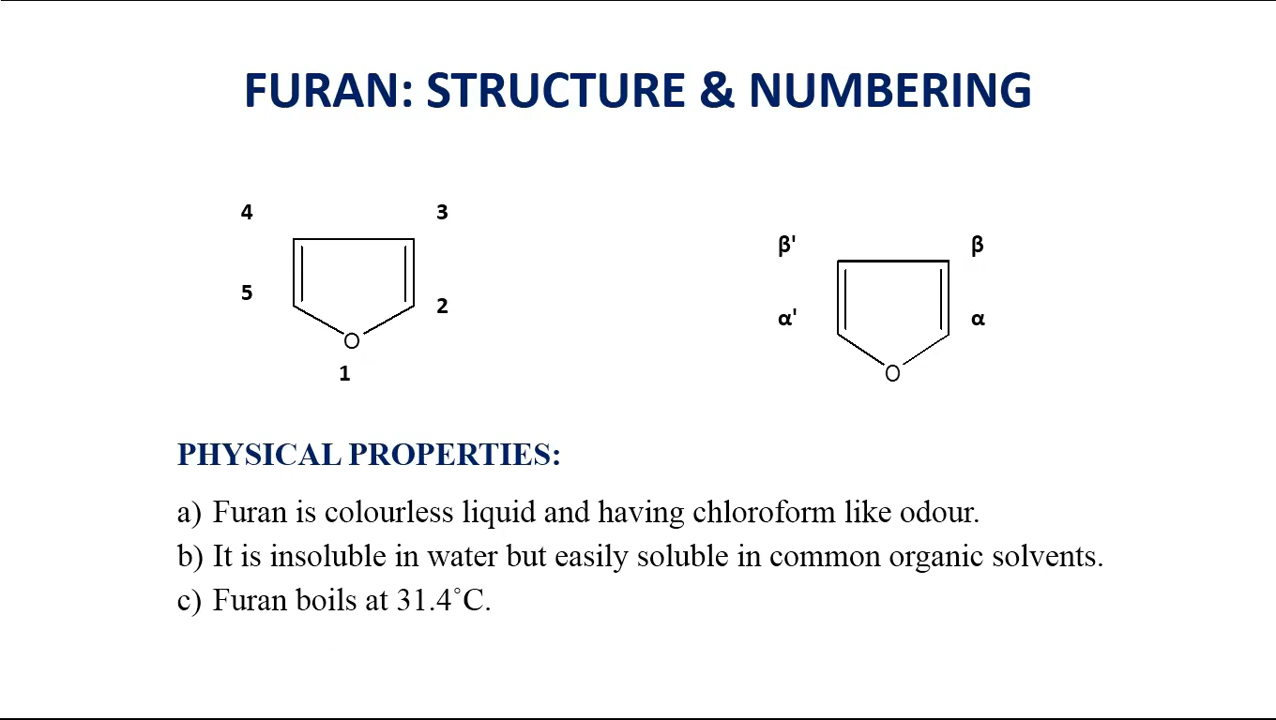 FURAN: STRUCTURE & NUMBERING
4 3
5 2
O
1
β' β
α' α
O
PHYSICAL PROPERTIES:
a) Furan is colourless liquid and having chloroform like odour.
b) It is insoluble in water but easily soluble in common organic solvents.
c) Furan boils at 31.4˚C.